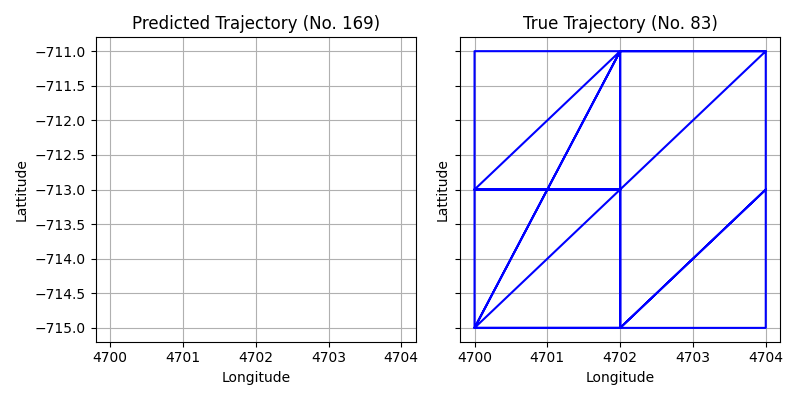 Predicted Trajectory (No. 169)
True Trajectory (No. 83)
Lattitude
−711.0
−711.5
−712.0
−712.5
−713.0
−713.5
−714.0
−714.5
−715.0
4700 4701 4702 4703 4704
Longitude
Lattitude
4700 4701 4702 4703 4704
Longitude